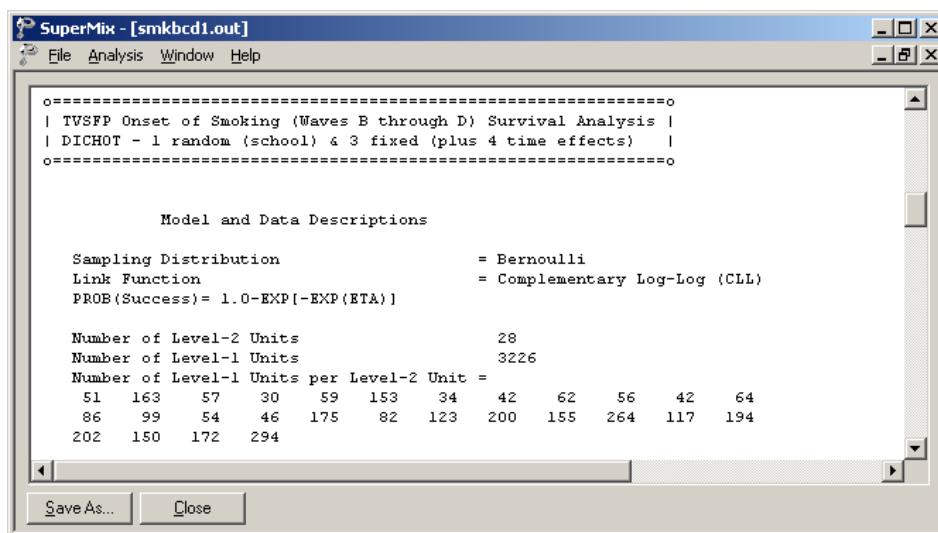 SuperMix - [smkbcd1.out]
File Analysis Window Help
o================================================================o
| TVSFP Onset of Smoking (Waves B through D) Survival Analysis |
| DICHOT - 1 random (school) & 3 fixed (plus 4 time effects) |
o================================================================o
Model and Data Descriptions
Sampling Distribution = Bernoulli
Link Function = Complementary Log-Log (CLL)
PROB(Success)= 1.0-EXP[-EXP(ETA)]
Number of Level-2 Units 28
Number of Level-1 Units 3226
Number of Level-1 Units per Level-2 Unit =
51 163 57 30 59 153 34 42 62 56 42 64
86 99 54 46 175 82 123 200 155 264 117 194
202 150 172 294
Save As... Close